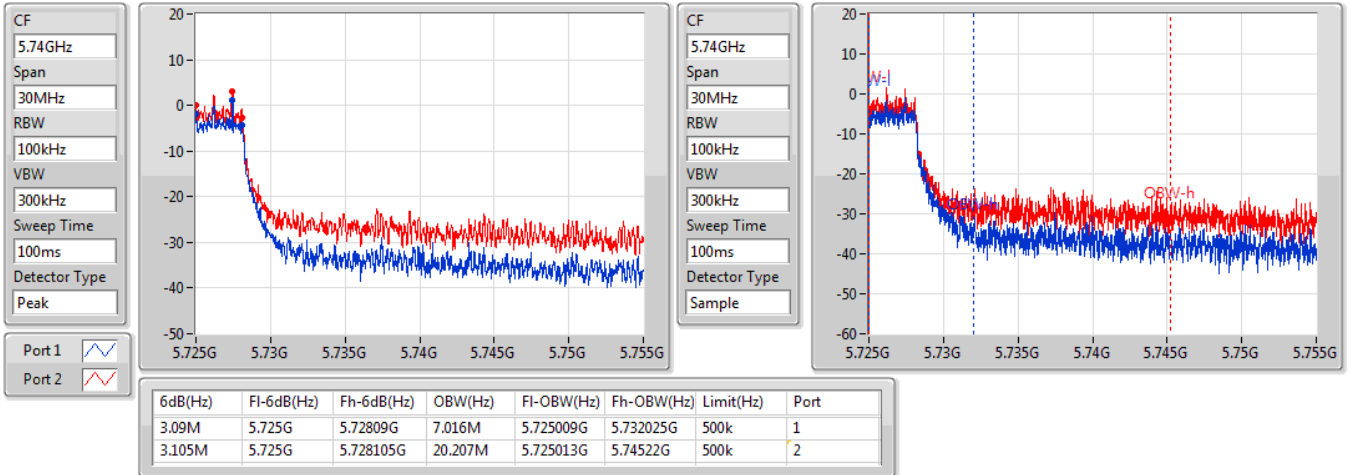 CF
5.74GHz
Span
30MHz
RBW
100kHz
VBW
300kHz
Sweep Time
100ms
Detector Type
Peak
20
10
0
-10
-20
-30
-40
-50
5.725G 5.73G 5.735G 5.74G 5.745G 5.75G 5.755G
CF
5.74GHz
Span
30MHz
RBW
100kHz
VBW
300kHz
Sweep Time
100ms
Detector Type
Sample
20
10
0
-10
-20
-30
-40
-50
-60
OBW-h
5.725G 5.73G 5.735G 5.74G 5.745G 5.75G 5.755G
Port 1
Port 2
6dB(Hz) Fl-6dB(Hz) Fh-6dB(Hz) OBW(Hz) Fl-OBW(Hz) Fh-OBW(Hz) Limit(Hz) Port
3.09M 5.725G 5.72809G 7.016M 5.725009G 5.732025G 500k 1
3.105M 5.725G 5.728105G 20.207M 5.725013G 5.74522G 500k 2